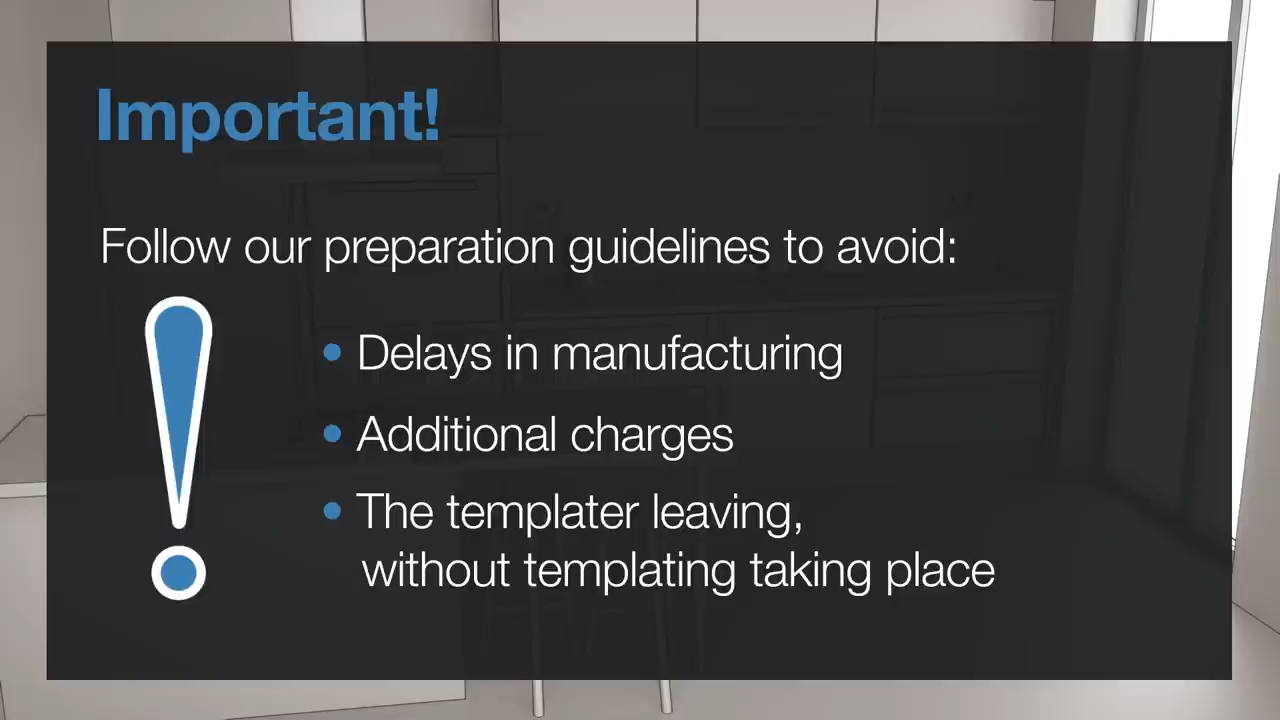 Important!
Follow our preparation guidelines to avoid:
• Delays in manufacturing
• Additional charges
• The templater leaving,
without templating taking place